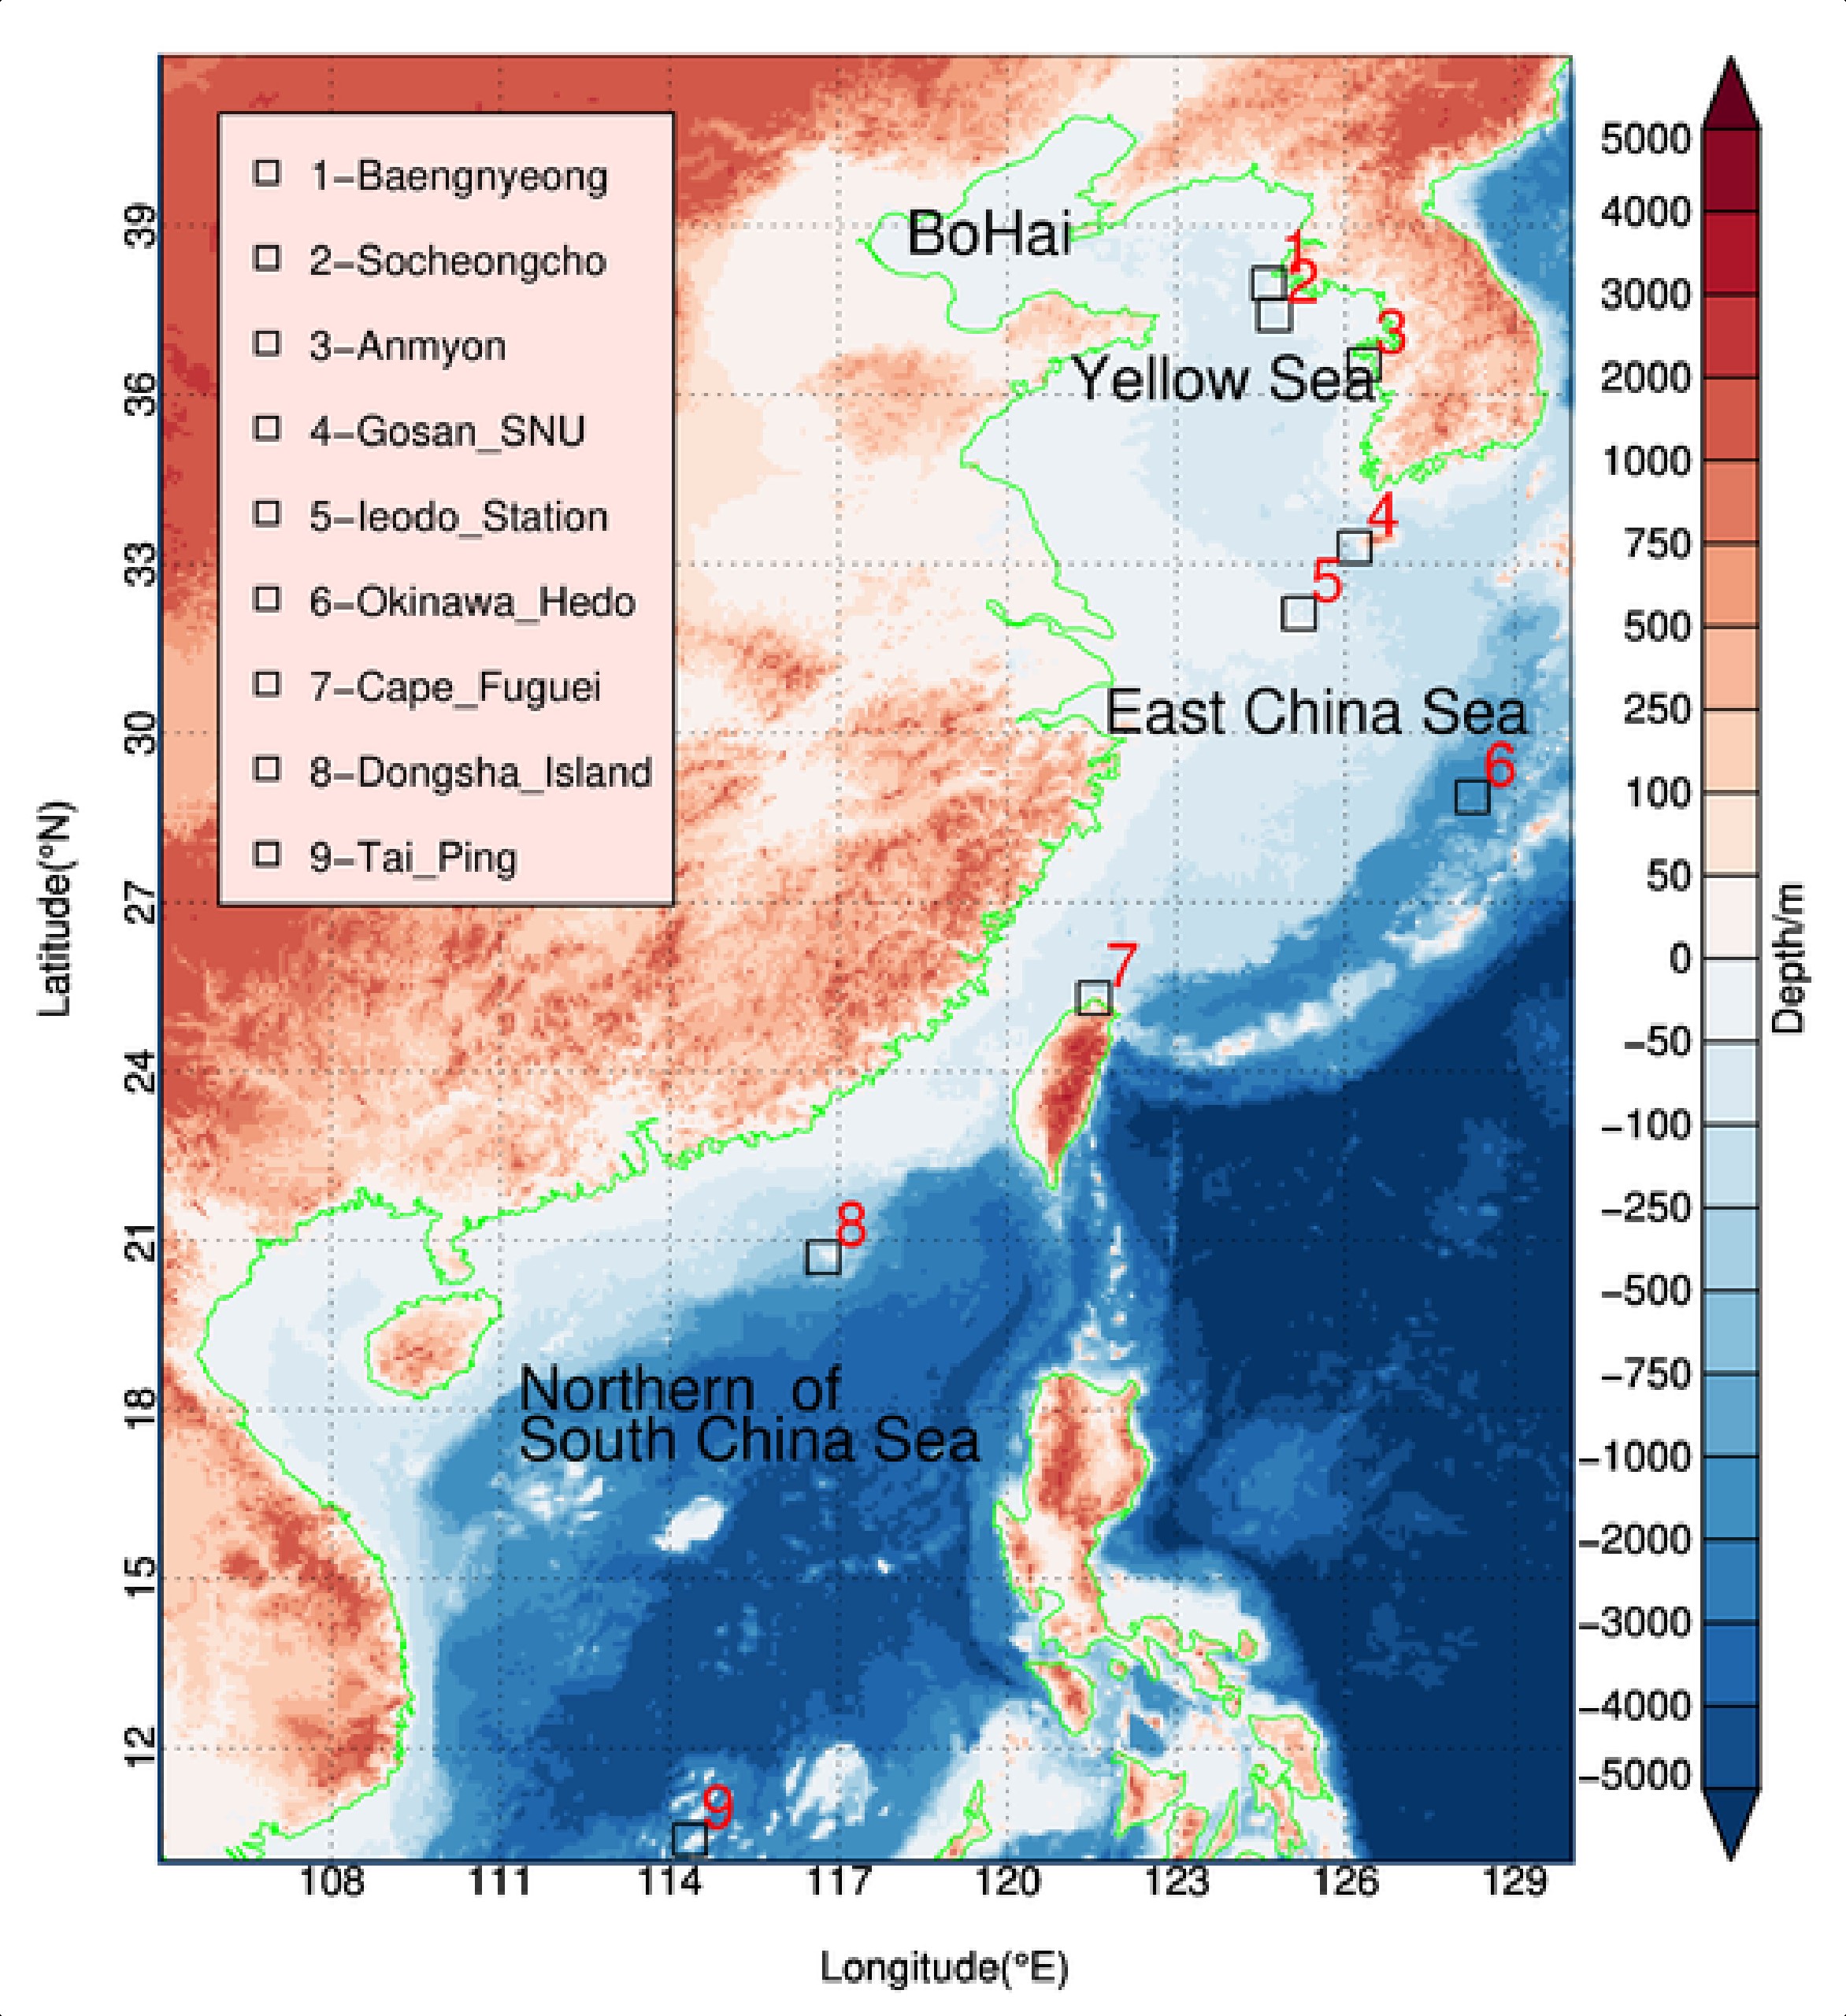 1-Baengnyeong
2-Socheongcho
3-Anmyon
4-Gosan_SNU
5-Ieodo_Station
6-Okinawa_Hedo
7-Cape_Fuguei
8-Dongsha_Island
9-Tai_Ping
BoHai
1
2
3
Yellow Sea
4
5
East China Sea
6
7
8
Northern of
South China Sea
9
39
36
33
30
27
24
21
18
15
12
Latitude(°N)
108 111 114 117 120 123 126 129
Longitude(°E)
5000
4000
3000
2000
1000
750
500
250
100
50
0
-50
-100
-250
-500
-750
-1000
-2000
-3000
-4000
-5000
Depth/m